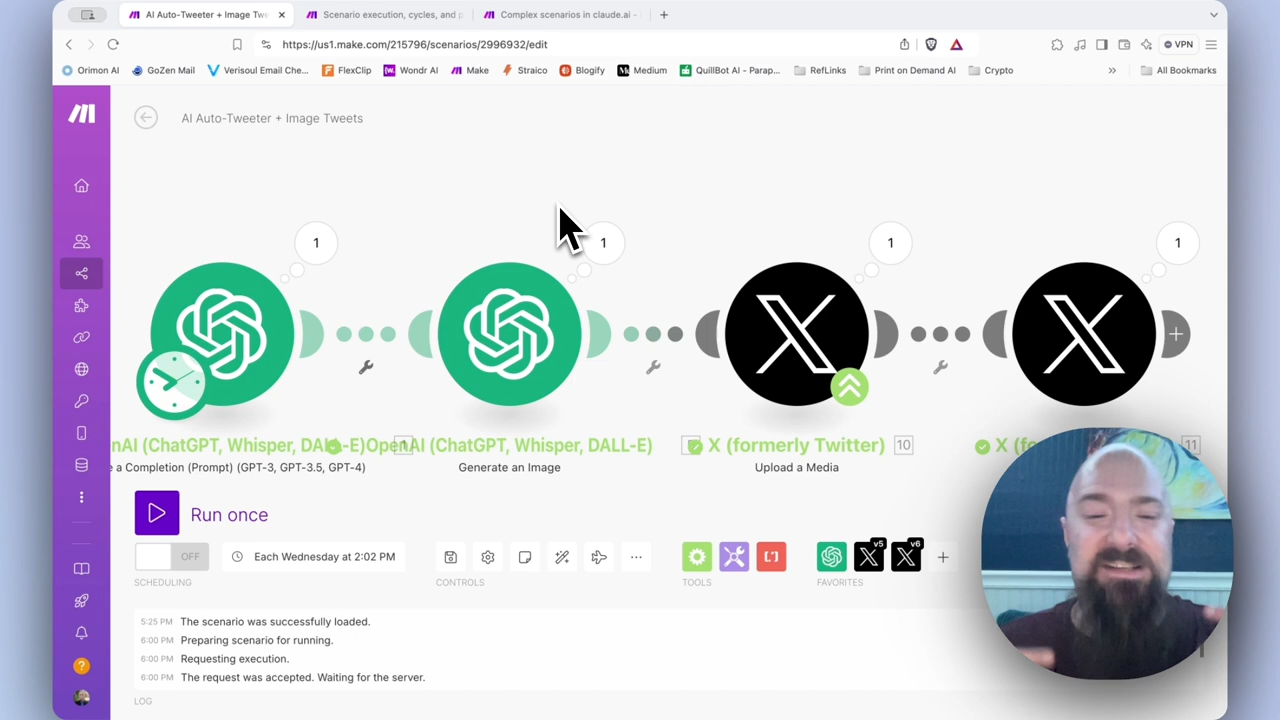 AI Auto-Tweeter + Image Twe
Scenario execution, cycles, and p
Complex scenarios in claude.ai -
https://us1.make.com/215796/scenarios/2996932/edit
VPN
Orimon AI
GoZen Mail
Verisoul Email Che...
FlexClip
Wondr AI
Make
Straico
Blogify
Medium
QuillBot AI - Parap...
RefLinks
Print on Demand AI
Crypto
All Bookmarks
AI Auto-Tweeter + Image Tweets
1
1
1
1
nAI (ChatGPT, Whisper, DALL-E)
1
OpenAI (ChatGPT, Whisper, DALL-E)
X (formerly Twitter)
10
X (fo
11
e a Completion (Prompt) (GPT-3, GPT-3.5, GPT-4)
Generate an Image
Upload a Media
Run once
OFF
Each Wednesday at 2:02 PM
v5
v6
SCHEDULING
CONTROLS
TOOLS
FAVORITES
5:25 PM The scenario was successfully loaded.
6:00 PM Preparing scenario for running.
6:00 PM Requesting execution.
6:00 PM The request was accepted. Waiting for the server.
LOG